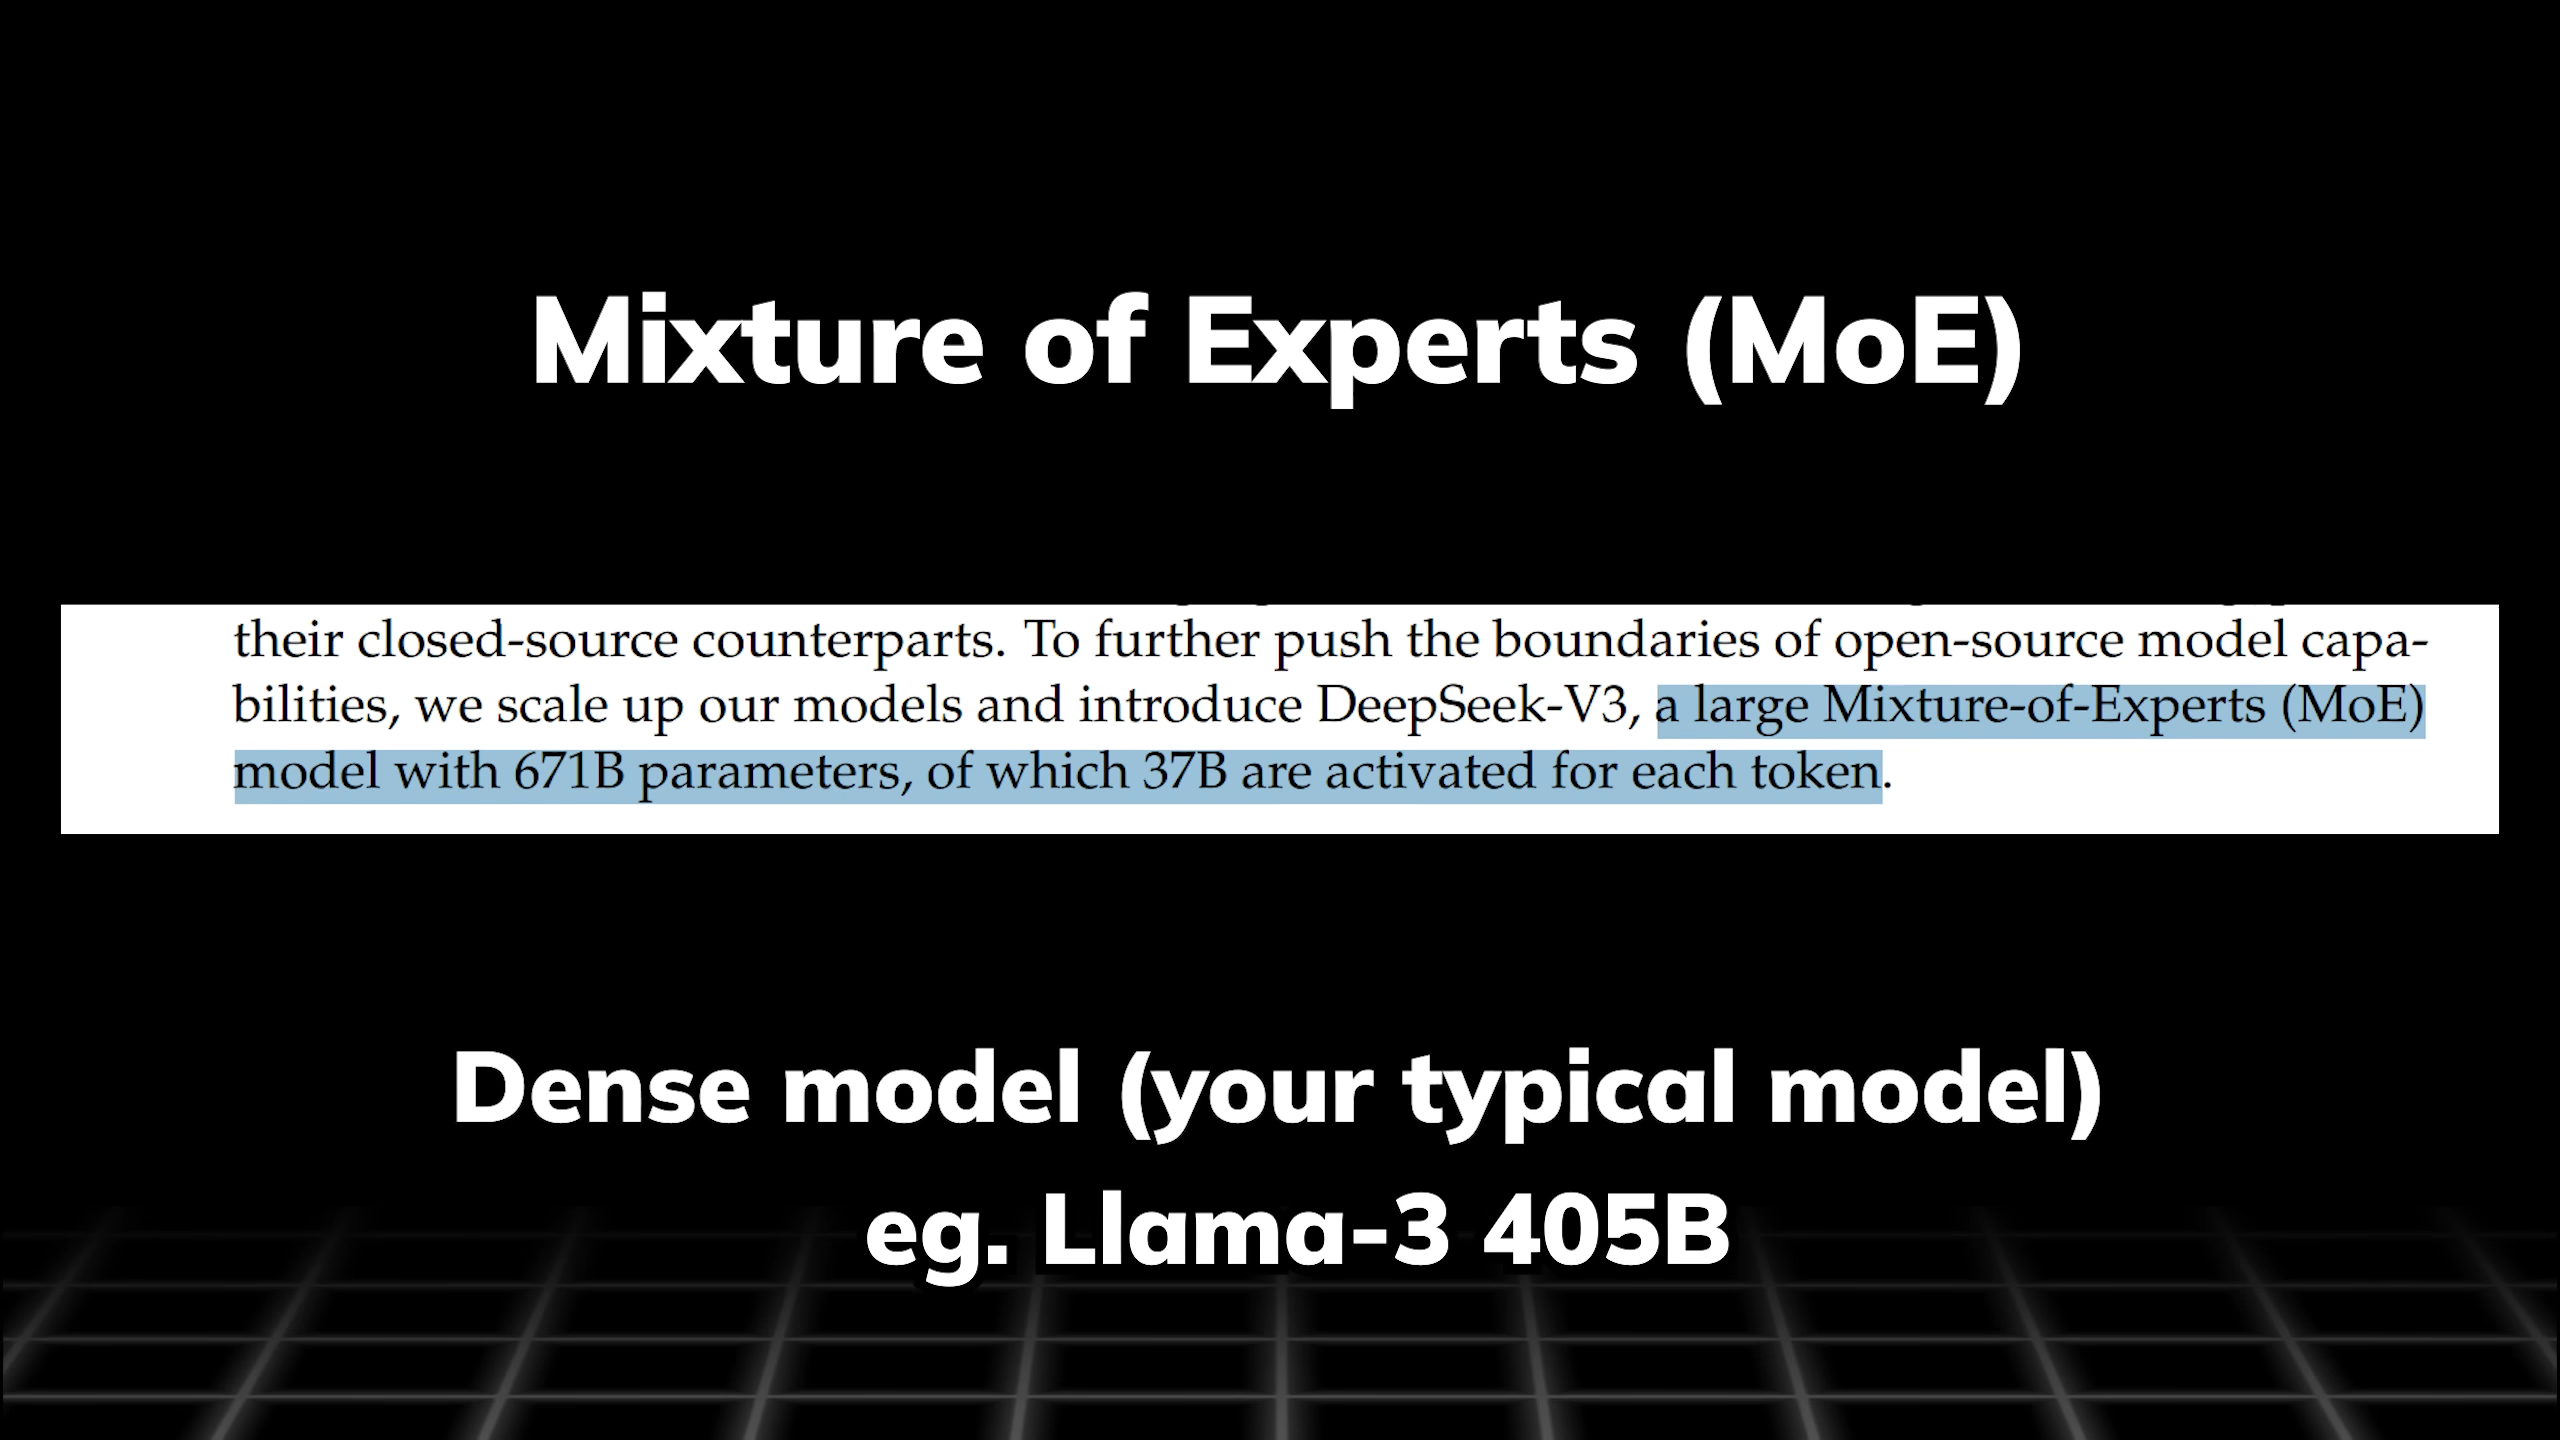 Mixture of Experts (MoE)
their closed-source counterparts. To further push the boundaries of open-source model capa-
bilities, we scale up our models and introduce DeepSeek-V3, a large Mixture-of-Experts (MoE)
model with 671B parameters, of which 37B are activated for each token.
Dense model (your typical model)
eg. Llama-3 405B